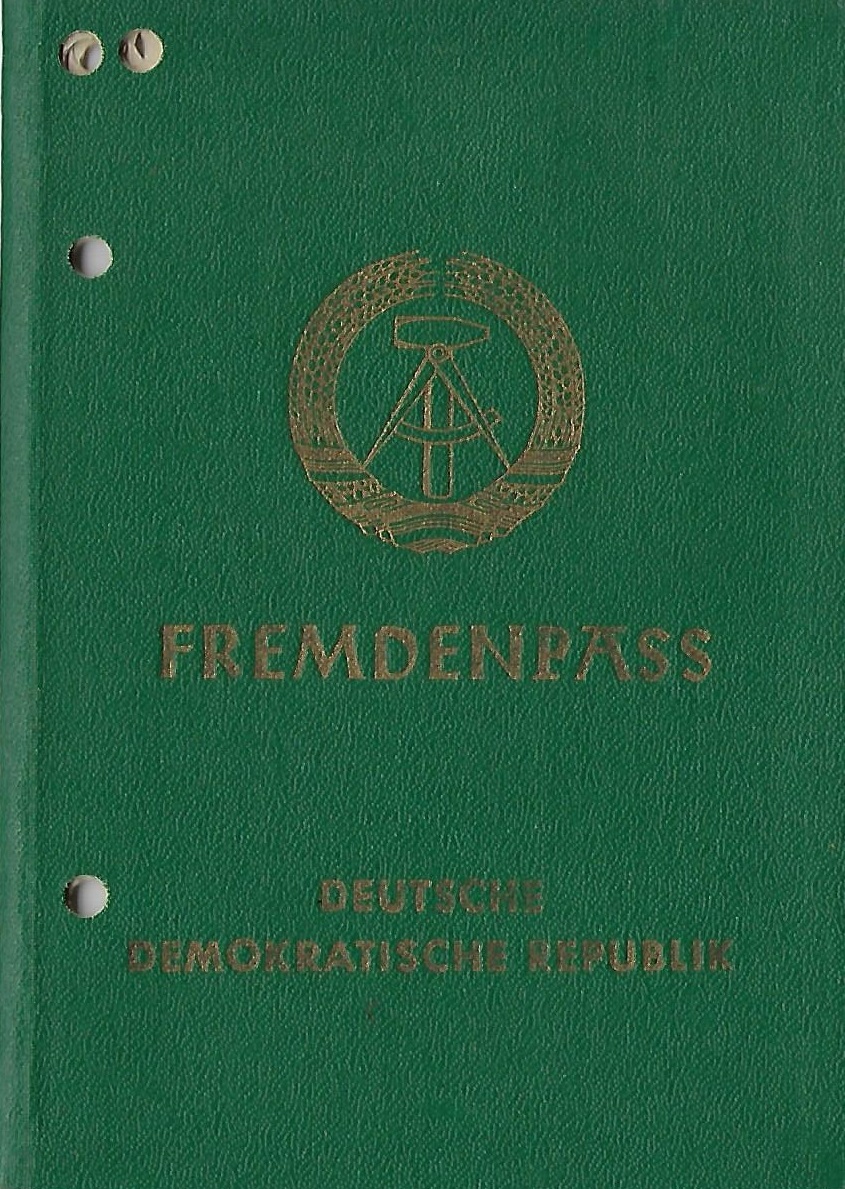 FREMDENPASS
DEUTSCHE
DEMOKRATISCHE REPUBLIK